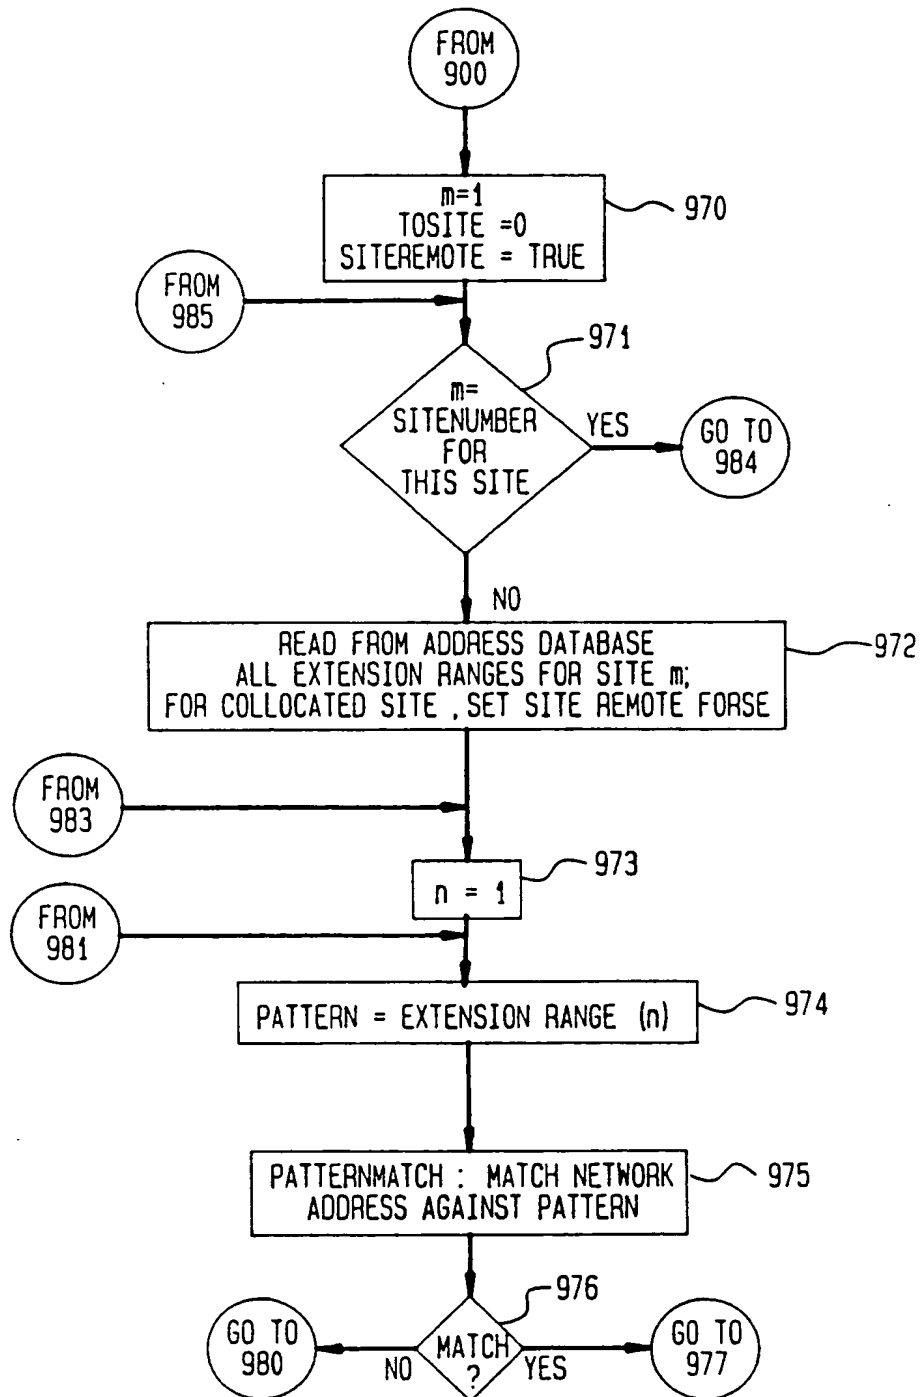 FROM
900
m=1
TOSITE =0
SITEREMOTE = TRUE
970
FROM
985
971
m=
SITENUMBER
FOR
THIS SITE
YES
GO TO
984
NO
READ FROM ADDRESS DATABASE
ALL EXTENSION RANGES FOR SITE m;
FOR COLLOCATED SITE , SET SITE REMOTE FORSE
972
FROM
983
973
n = 1
FROM
981
PATTERN = EXTENSION RANGE (n)
974
PATTERNMATCH : MATCH NETWORK
ADDRESS AGAINST PATTERN
975
976
GO TO
980
NO
MATCH
?
YES
GO TO
977